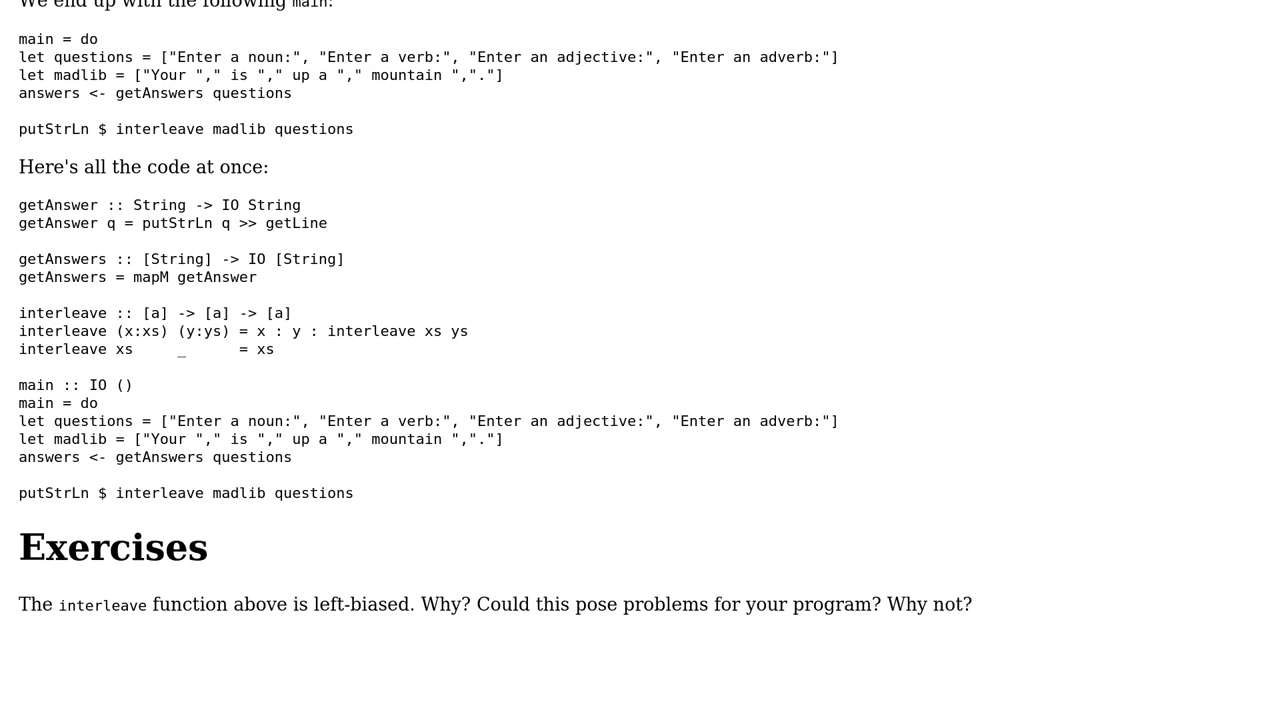 We end up with the following main:
main = do
let questions = ["Enter a noun:", "Enter a verb:", "Enter an adjective:", "Enter an adverb:"]
let madlib = ["Your "," is "," up a "," mountain ","."]
answers <- getAnswers questions
putStrLn $ interleave madlib questions
Here's all the code at once:
getAnswer :: String -> IO String
getAnswer q = putStrLn q >> getLine
getAnswers :: [String] -> IO [String]
getAnswers = mapM getAnswer
interleave :: [a] -> [a] -> [a]
interleave (x:xs) (y:ys) = x : y : interleave xs ys
interleave xs     _      = xs
main :: IO ()
main = do
let questions = ["Enter a noun:", "Enter a verb:", "Enter an adjective:", "Enter an adverb:"]
let madlib = ["Your "," is "," up a "," mountain ","."]
answers <- getAnswers questions
putStrLn $ interleave madlib questions
Exercises
The interleave function above is left-biased. Why? Could this pose problems for your program? Why not?